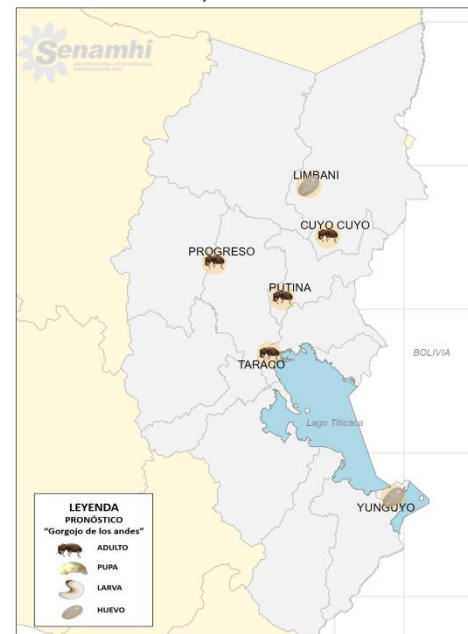 Senamhi
LIMBANI
CUYO CUYO
PROGRESO
PUTINA
TARACO
BOLIVIA
Lago Titicaca
YUNGUYO
LEYENDA
PRONÓSTICO
"Gorgojo de los andes"
ADULTO
PUPA
LARVA
HUEVO